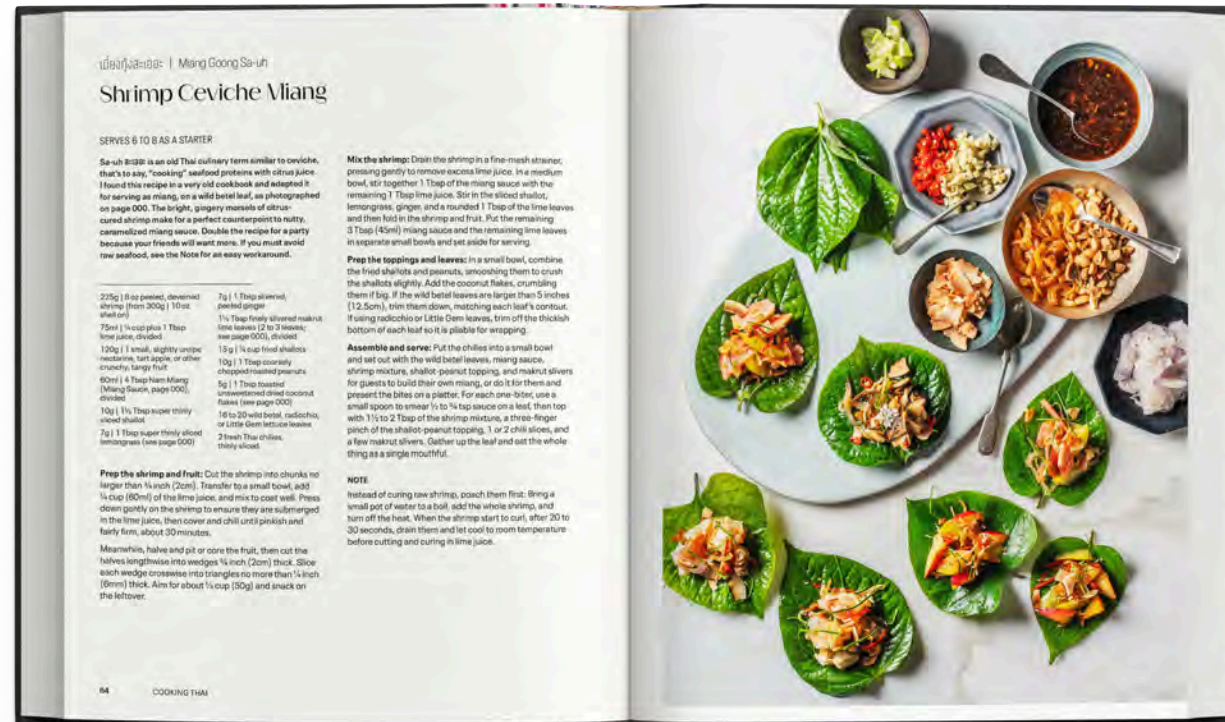 เมี่ยงกุ้งสะเออะ | Miang Goong Sa-uh
Shrimp Ceviche Miang
SERVES 6 TO 8 AS A STARTER
Sa-uh สะเออะ is an old Thai culinary term similar to ceviche,
that's to say, "cooking" seafood proteins with citrus juice.
I found this recipe in a very old cookbook and adapted it
for serving as miang, on a wild betel leaf, as photographed
on page 000. The bright, gingery morsels of citrus-
cured shrimp make for a perfect counterpoint to nutty,
caramelized miang sauce. Double the recipe for a party
because your friends will want more. If you must avoid
raw seafood, see the Note for an easy workaround.
225g | 8 oz peeled, deveined
shrimp (from 300g | 10 oz
shell on)
75ml | ¼ cup plus 1 Tbsp
lime juice, divided
120g | 1 small, slightly unripe
nectarine, tart apple, or other
crunchy, tangy fruit
60ml | 4 Tbsp Nam Miang
(Miang Sauce, page 000),
divided
10g | 1½ Tbsp super thinly
sliced shallot
7g | 1 Tbsp super thinly sliced
lemongrass (see page 000)
7g | 1 Tbsp slivered,
peeled ginger
1½ Tbsp finely slivered makrut
lime leaves (2 to 3 leaves;
see page 000), divided
15g | ¼ cup fried shallots
10g | 1 Tbsp coarsely
chopped roasted peanuts
5g | 1 Tbsp toasted
unsweetened dried coconut
flakes (see page 000)
16 to 20 wild betel, radicchio,
or Little Gem lettuce leaves
2 fresh Thai chilies,
thinly sliced
Prep the shrimp and fruit: Cut the shrimp into chunks no
larger than ¾ inch (2cm). Transfer to a small bowl, add
¼ cup (60ml) of the lime juice, and mix to coat well. Press
down gently on the shrimp to ensure they are submerged
in the lime juice, then cover and chill until pinkish and
fairly firm, about 30 minutes.
Meanwhile, halve and pit or core the fruit, then cut the
halves lengthwise into wedges ¾ inch (2cm) thick. Slice
each wedge crosswise into triangles no more than ¼ inch
(6mm) thick. Aim for about ⅓ cup (50g) and snack on
the leftover.
Mix the shrimp: Drain the shrimp in a fine-mesh strainer,
pressing gently to remove excess lime juice. In a medium
bowl, stir together 1 Tbsp of the miang sauce with the
remaining 1 Tbsp lime juice. Stir in the sliced shallot,
lemongrass, ginger, and a rounded 1 Tbsp of the lime leaves
and then fold in the shrimp and fruit. Put the remaining
3 Tbsp (45ml) miang sauce and the remaining lime leaves
in separate small bowls and set aside for serving.
Prep the toppings and leaves: In a small bowl, combine
the fried shallots and peanuts, smooshing them to crush
the shallots slightly. Add the coconut flakes, crumbling
them if big. If the wild betel leaves are larger than 5 inches
(12.5cm), trim them down, matching each leaf's contour.
If using radicchio or Little Gem leaves, trim off the thickish
bottom of each leaf so it is pliable for wrapping.
Assemble and serve: Put the chilies into a small bowl
and set out with the wild betel leaves, miang sauce,
shrimp mixture, shallot-peanut topping, and makrut slivers
for guests to build their own miang, or do it for them and
present the bites on a platter. For each one-biter, use a
small spoon to smear ½ to ¾ tsp sauce on a leaf, then top
with 1½ to 2 Tbsp of the shrimp mixture, a three-finger
pinch of the shallot-peanut topping, 1 or 2 chili slices, and
a few makrut slivers. Gather up the leaf and eat the whole
thing as a single mouthful.
NOTE
Instead of curing raw shrimp, poach them first: Bring a
small pot of water to a boil, add the whole shrimp, and
turn off the heat. When the shrimp start to curl, after 20 to
30 seconds, drain them and let cool to room temperature
before cutting and curing in lime juice.
64 COOKING THAI